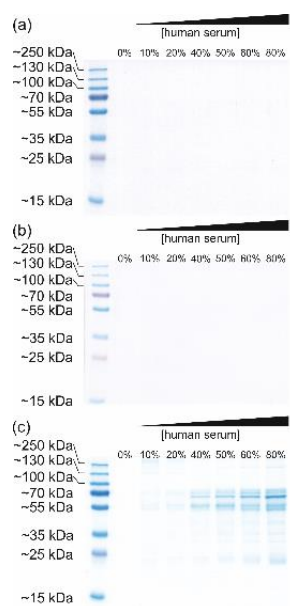 (a)
[human serum]
~250 kDa
~130 kDa
~100 kDa
~70 kDa
~55 kDa
~35 kDa
~25 kDa
~15 kDa
0% 10% 20% 40% 50% 60% 80%
(b)
[human serum]
~250 kDa
~130 kDa
~100 kDa
~70 kDa
~55 kDa
~35 kDa
~25 kDa
~15 kDa
0% 10% 20% 40% 50% 60% 80%
(c)
[human serum]
~250 kDa
~130 kDa
~100 kDa
~70 kDa
~55 kDa
~35 kDa
~25 kDa
~15 kDa
0% 10% 20% 40% 50% 60% 80%